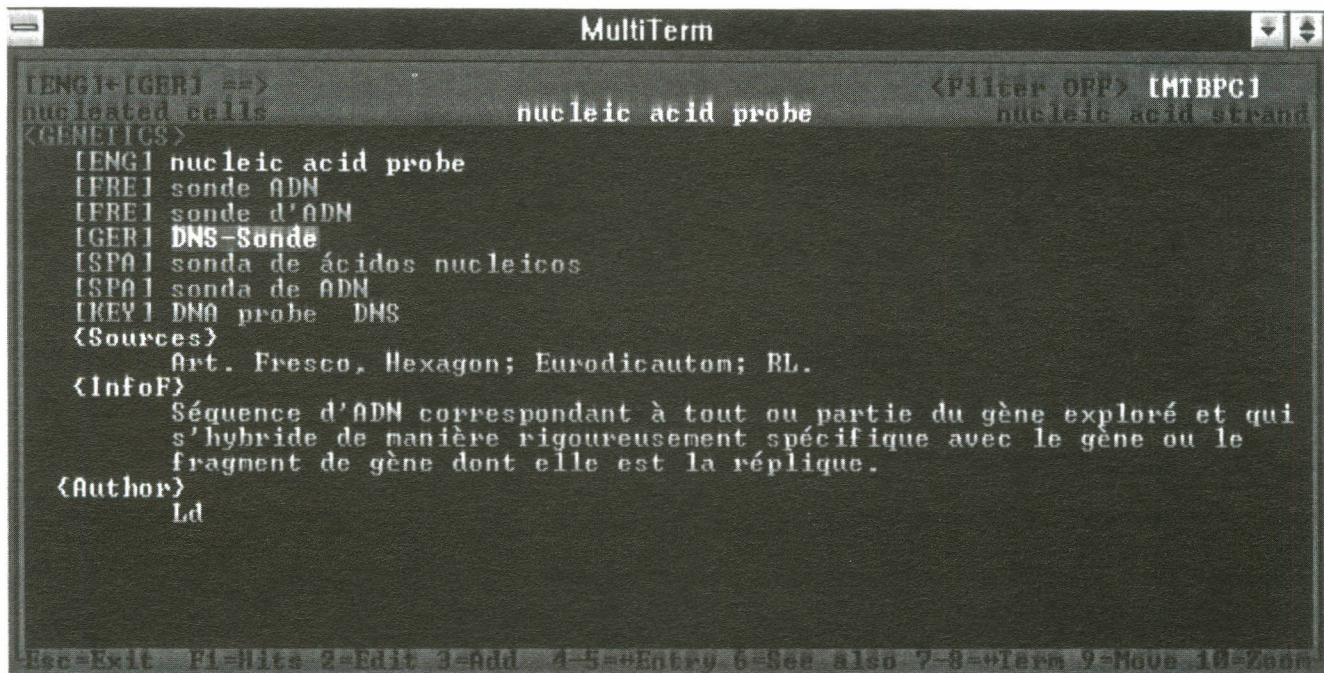 MultiTerm
[ENG]+[GER] ==> <Filter OFF> [MTBPC]
nucleated cells nucleic acid probe nucleic acid strand
<GENETICS>
[ENG] nucleic acid probe
[FRE] sonde ADN
[FRE] sonde d'ADN
[GER] DNS-Sonde
[SPA] sonda de ácidos nucleicos
[SPA] sonda de ADN
[KEY] DNA probe DNS
{Sources}
Art. Fresco, Hexagon; Eurodicautom; RL.
{InfoF}
Séquence d'ADN correspondant à tout ou partie du gène exploré et qui
s'hybride de manière rigoureusement spécifique avec le gène ou le
fragment de gène dont elle est la réplique.
{Author}
Ld
Esc=Exit F1=Hits 2=Edit 3=Add 4-5=↔Entry 6=See also 7-8=↔Term 9=Move 10=Zoom